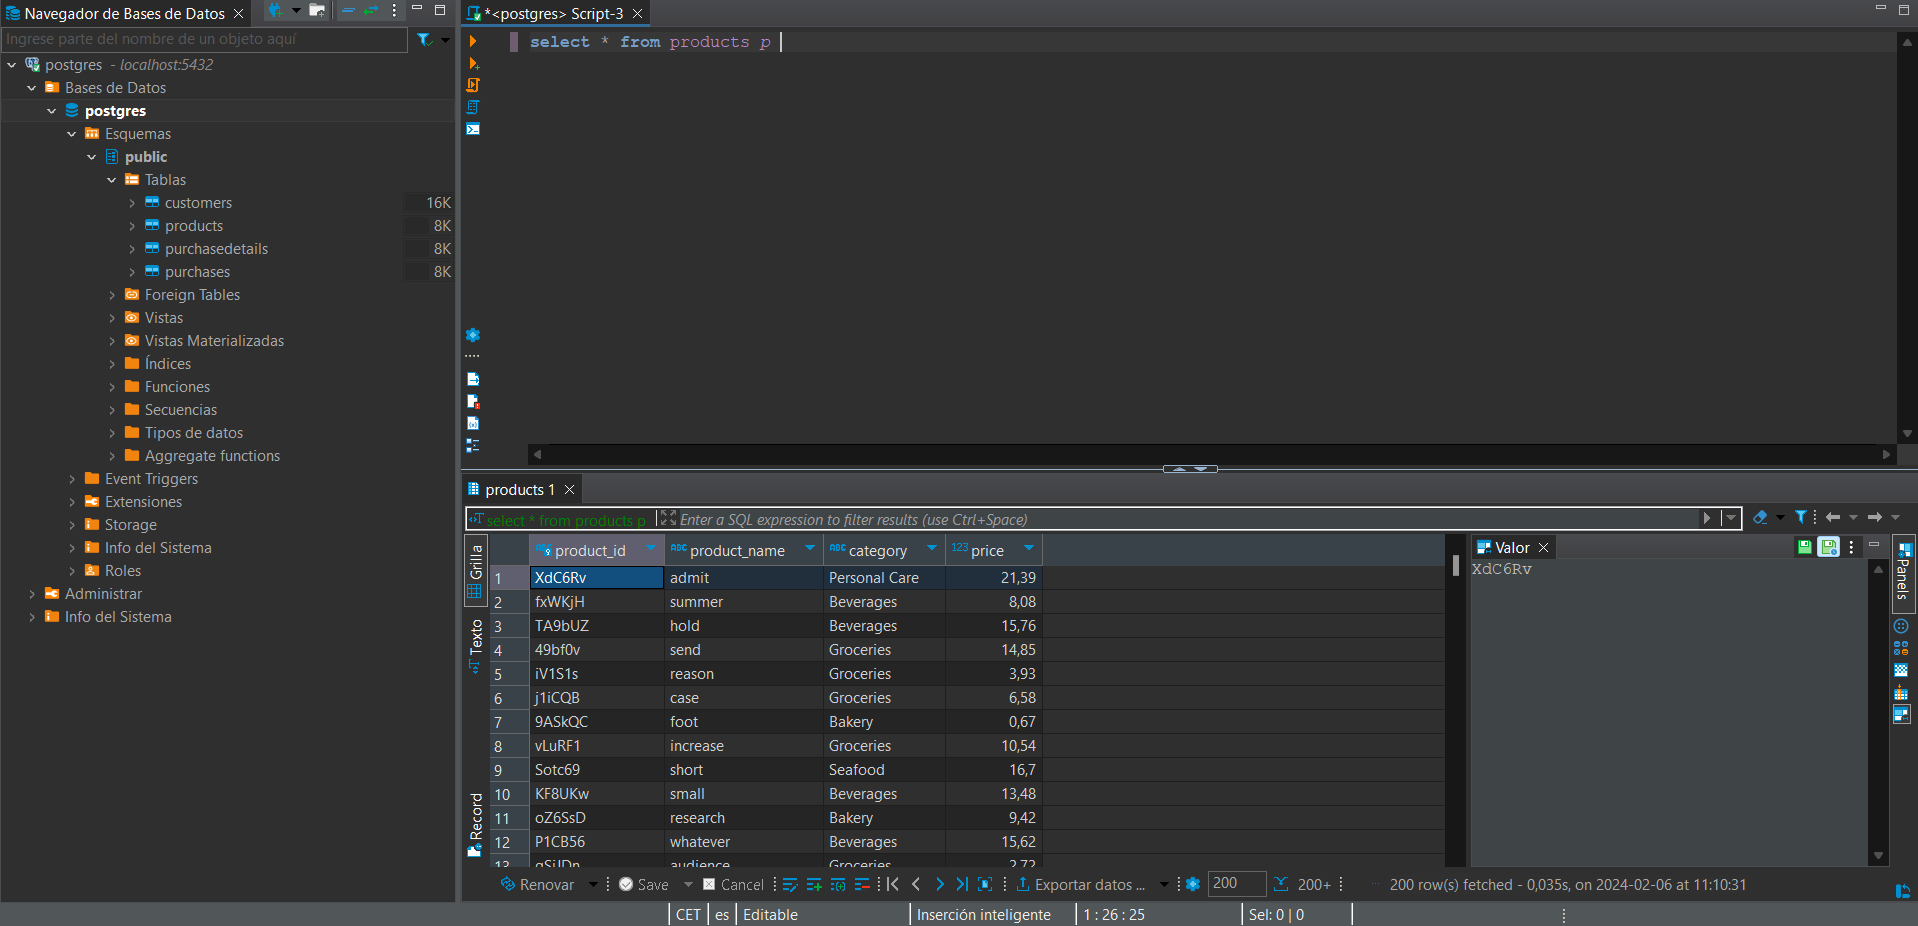 Navegador de Bases de Datos
Ingrese parte del nombre de un objeto aquí
postgres - localhost:5432
Bases de Datos
postgres
Esquemas
public
Tablas
customers 16K
products 8K
purchasedetails 8K
purchases 8K
Foreign Tables
Vistas
Vistas Materializadas
Índices
Funciones
Secuencias
Tipos de datos
Aggregate functions
Event Triggers
Extensiones
Storage
Info del Sistema
Roles
Administrar
Info del Sistema
*<postgres> Script-3
select * from products p
products 1
select * from products p Enter a SQL expression to filter results (use Ctrl+Space)
Grilla
Texto
Record
ABC product_id ABC product_name ABC category 123 price
1 XdC6Rv admit Personal Care 21,39
2 fxWKjH summer Beverages 8,08
3 TA9bUZ hold Beverages 15,76
4 49bf0v send Groceries 14,85
5 iV1S1s reason Groceries 3,93
6 j1iCQB case Groceries 6,58
7 9ASkQC foot Bakery 0,67
8 vLuRF1 increase Groceries 10,54
9 Sotc69 short Seafood 16,7
10 KF8UKw small Beverages 13,48
11 oZ6SsD research Bakery 9,42
12 P1CB56 whatever Beverages 15,62
13 audience Groceries 2,72
Valor
XdC6Rv
Panels
Renovar Save Cancel Exportar datos ... 200 200+ 200 row(s) fetched - 0,035s, on 2024-02-06 at 11:10:31
CET es Editable Inserción inteligente 1 : 26 : 25 Sel: 0 | 0